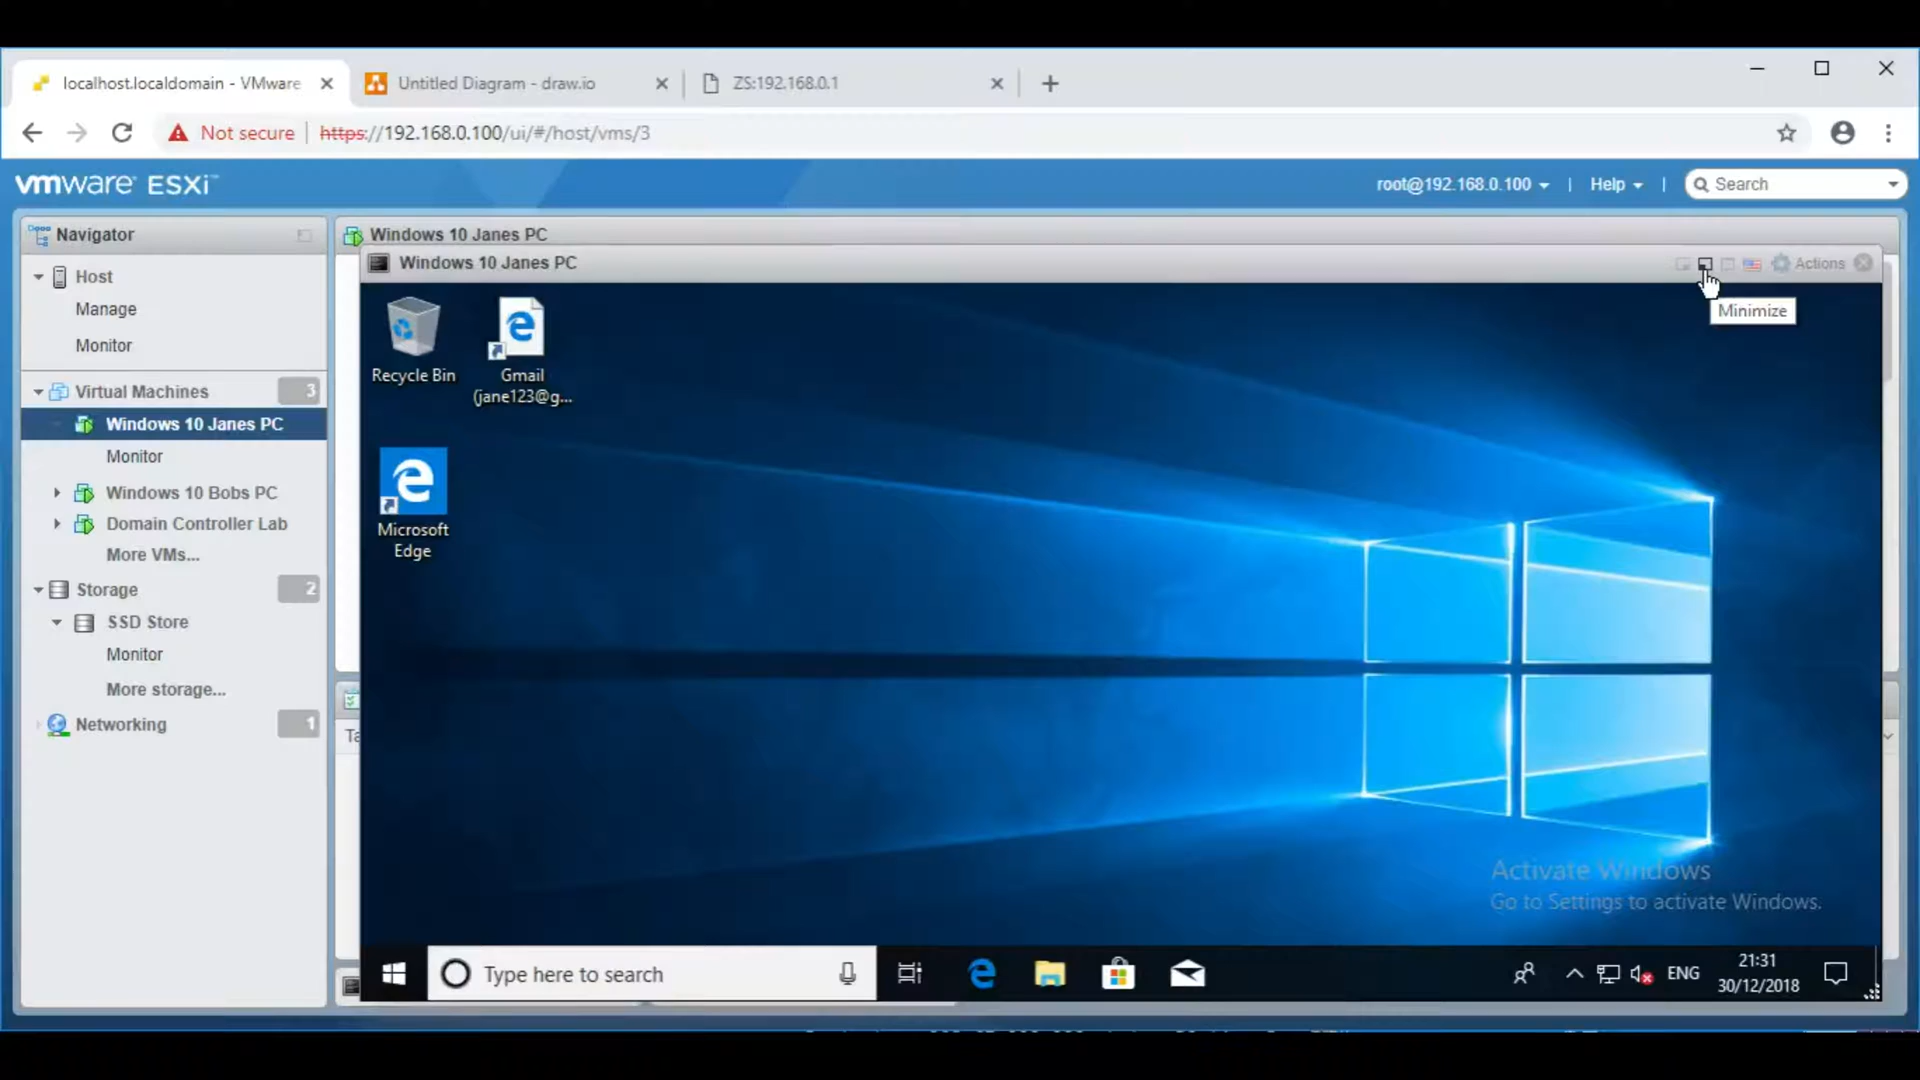 localhost.localdomain - VMware
Untitled Diagram - draw.io
ZS:192.168.0.1
Not secure
https://192.168.0.100/ui/#/host/vms/3
vmware ESXi™
root@192.168.0.100
Help
Search
Navigator
Host
Manage
Monitor
Virtual Machines 3
Windows 10 Janes PC
Monitor
Windows 10 Bobs PC
Domain Controller Lab
More VMs...
Storage 2
SSD Store
Monitor
More storage...
Networking 1
Windows 10 Janes PC
Windows 10 Janes PC
Actions
Minimize
Recycle Bin
Gmail
(jane123@g...
Microsoft
Edge
Activate Windows
Go to Settings to activate Windows.
Type here to search
ENG
21:31
30/12/2018